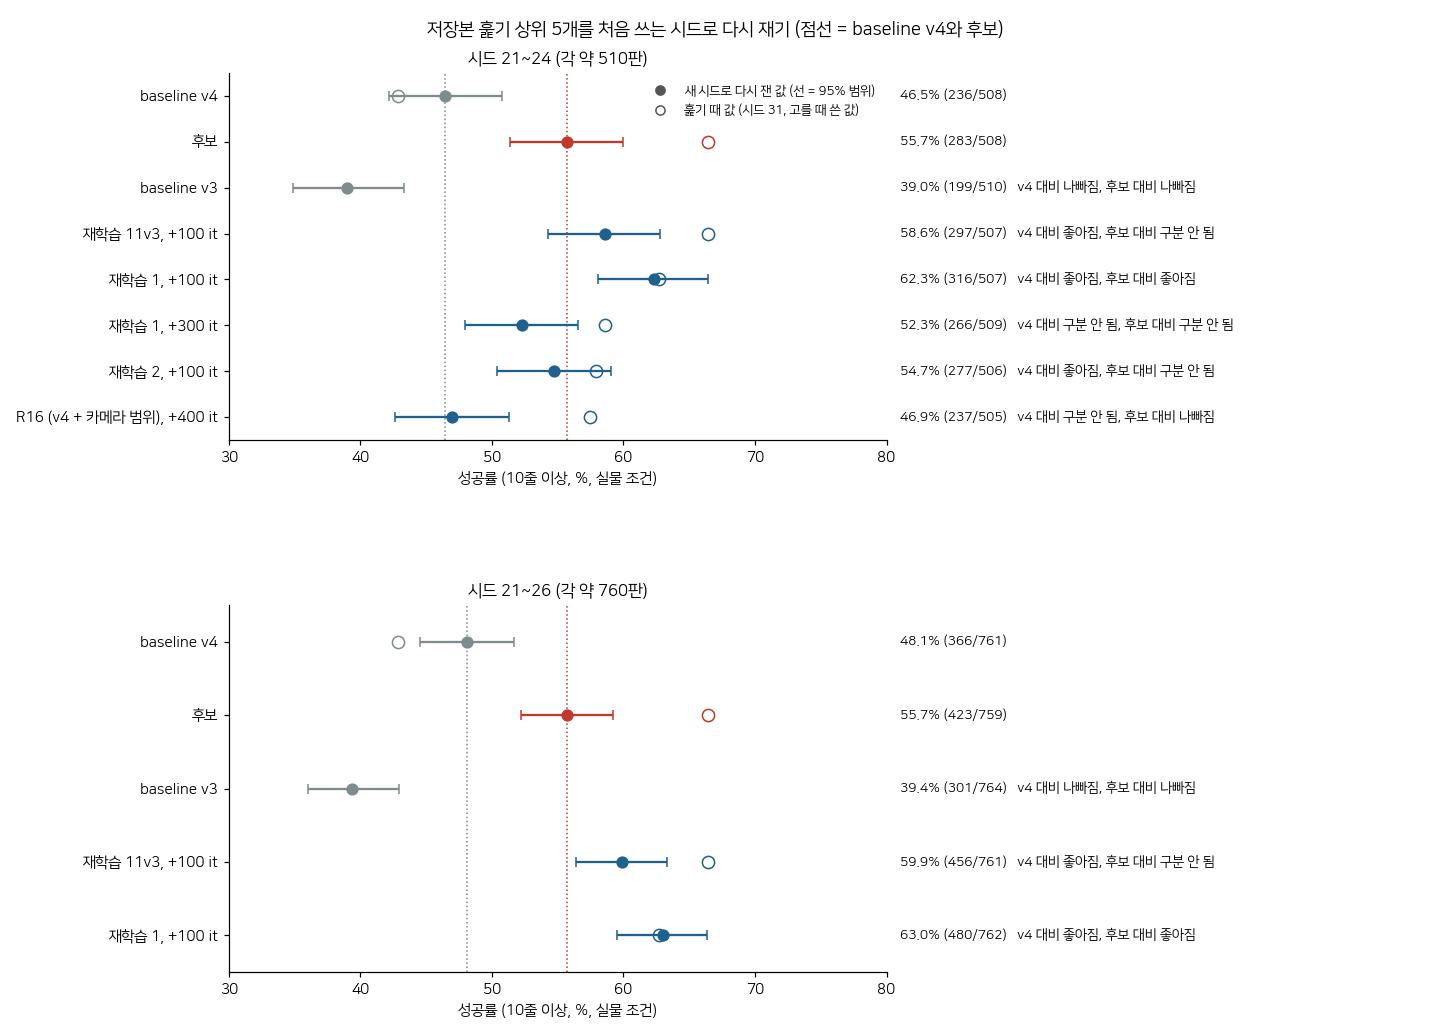 저장본 훑기 상위 5개를 처음 쓰는 시드로 다시 재기 (점선 = baseline v4와 후보)
시드 21~24 (각 약 510판)
새 시드로 다시 잰 값 (선 = 95% 범위)
훑기 때 값 (시드 31, 고를 때 쓴 값)
baseline v4 46.5% (236/508)
후보 55.7% (283/508)
baseline v3 39.0% (199/510) v4 대비 나빠짐, 후보 대비 나빠짐
재학습 11v3, +100 it 58.6% (297/507) v4 대비 좋아짐, 후보 대비 구분 안 됨
재학습 1, +100 it 62.3% (316/507) v4 대비 좋아짐, 후보 대비 좋아짐
재학습 1, +300 it 52.3% (266/509) v4 대비 구분 안 됨, 후보 대비 구분 안 됨
재학습 2, +100 it 54.7% (277/506) v4 대비 좋아짐, 후보 대비 구분 안 됨
R16 (v4 + 카메라 범위), +400 it 46.9% (237/505) v4 대비 구분 안 됨, 후보 대비 나빠짐
30 40 50 60 70 80
성공률 (10줄 이상, %, 실물 조건)
시드 21~26 (각 약 760판)
baseline v4 48.1% (366/761)
후보 55.7% (423/759)
baseline v3 39.4% (301/764) v4 대비 나빠짐, 후보 대비 나빠짐
재학습 11v3, +100 it 59.9% (456/761) v4 대비 좋아짐, 후보 대비 구분 안 됨
재학습 1, +100 it 63.0% (480/762) v4 대비 좋아짐, 후보 대비 좋아짐
30 40 50 60 70 80
성공률 (10줄 이상, %, 실물 조건)